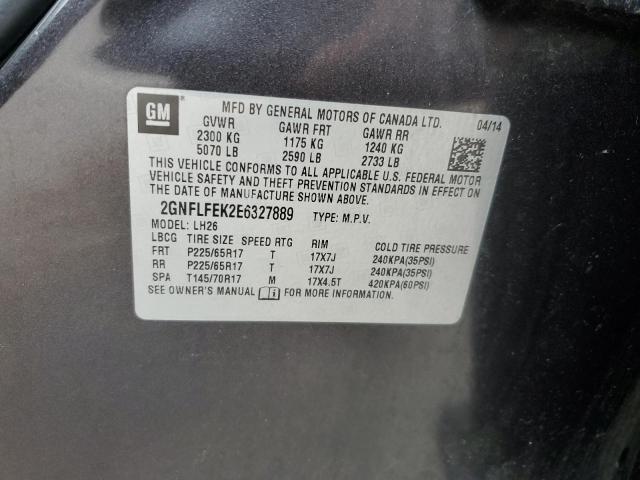 GM
MFD BY GENERAL MOTORS OF CANADA LTD.
04/14
GVWR GAWR FRT GAWR RR
2300 KG 1175 KG 1240 KG
5070 LB 2590 LB 2733 LB
THIS VEHICLE CONFORMS TO ALL APPLICABLE U.S. FEDERAL MOTOR
VEHICLE SAFETY AND THEFT PREVENTION STANDARDS IN EFFECT ON
THE DATE OF MANUFACTURE SHOWN ABOVE.
2GNFLFEK2E6327889 TYPE: M.P.V.
MODEL: LH26
LBCG TIRE SIZE SPEED RTG RIM COLD TIRE PRESSURE
FRT P225/65R17 T 17X7J 240KPA(35PSI)
RR P225/65R17 T 17X7J 240KPA(35PSI)
SPA T145/70R17 M 17X4.5T 420KPA(60PSI)
SEE OWNER'S MANUAL i FOR MORE INFORMATION.